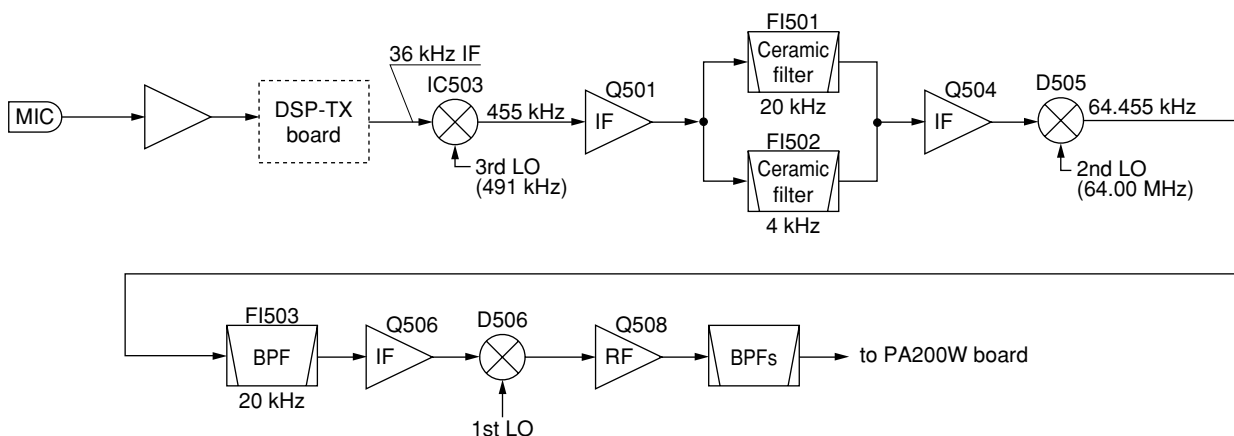 36 kHz IF
MIC
DSP-TX
board
IC503
455 kHz
3rd LO
(491 kHz)
Q501
IF
FI501
Ceramic
filter
20 kHz
FI502
Ceramic
filter
4 kHz
Q504
IF
D505
64.455 kHz
2nd LO
(64.00 MHz)
FI503
BPF
20 kHz
Q506
IF
D506
1st LO
Q508
RF
BPFs
to PA200W board